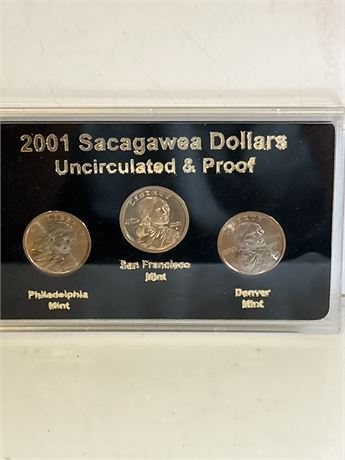 2001 Sacagawea Dollars
Uncirculated & Proof
LIBERTY
San Francisco
Mint
Philadelphia
Mint
Denver
Mint